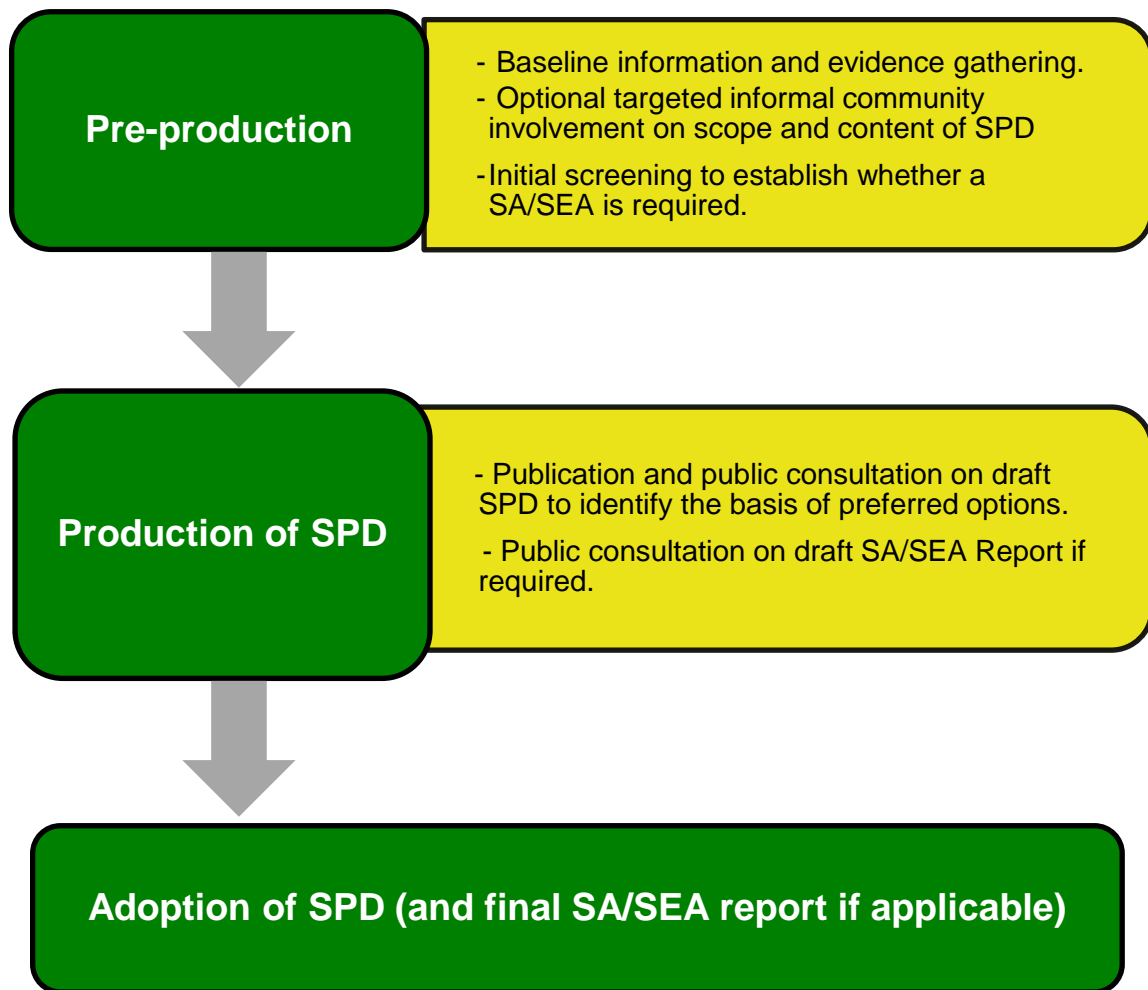 Pre-production
- Baseline information and evidence gathering.
- Optional targeted informal community
involvement on scope and content of SPD
-Initial screening to establish whether a
SA/SEA is required.
Production of SPD
- Publication and public consultation on draft
SPD to identify the basis of preferred options.
- Public consultation on draft SA/SEA Report if
required.
Adoption of SPD (and final SA/SEA report if applicable)